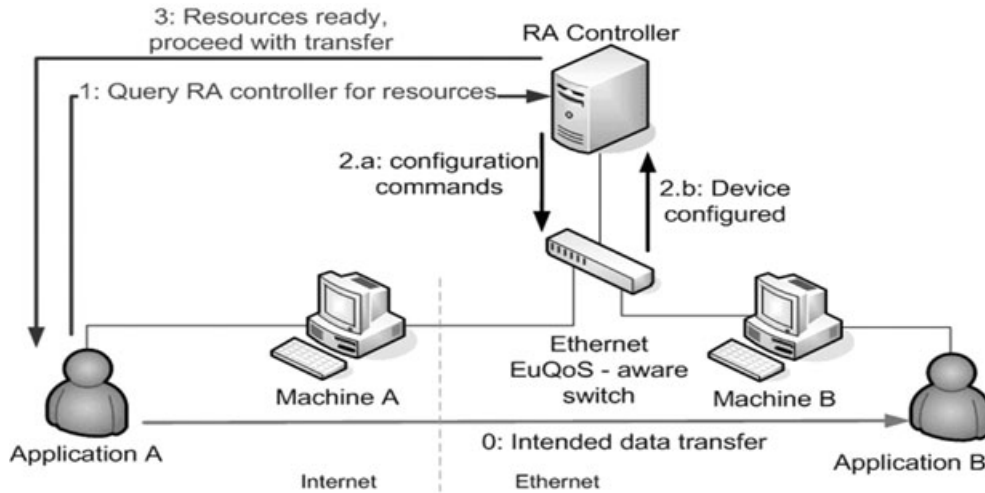 3: Resources ready,
proceed with transfer
RA Controller
1: Query RA controller for resources
2.a: configuration
commands
2.b: Device
configured
Ethernet
EuQoS - aware
switch
Machine A
Machine B
Application A
0: Intended data transfer
Application B
Internet
Ethernet